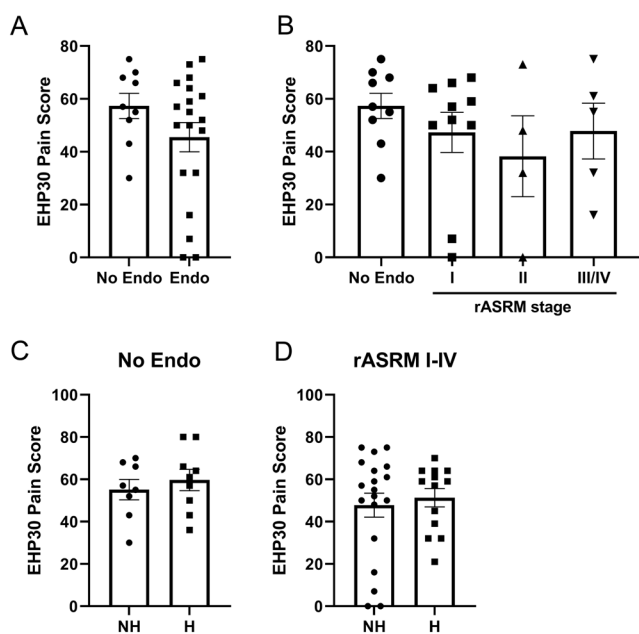 A
EHP30 Pain Score
80
60
40
20
0
No Endo Endo
B
EHP30 Pain Score
80
60
40
20
0
No Endo I II III/IV
rASRM stage
C
No Endo
EHP30 Pain Score
100
80
60
40
20
0
NH H
D
rASRM I-IV
EHP30 Pain Score
100
80
60
40
20
0
NH H